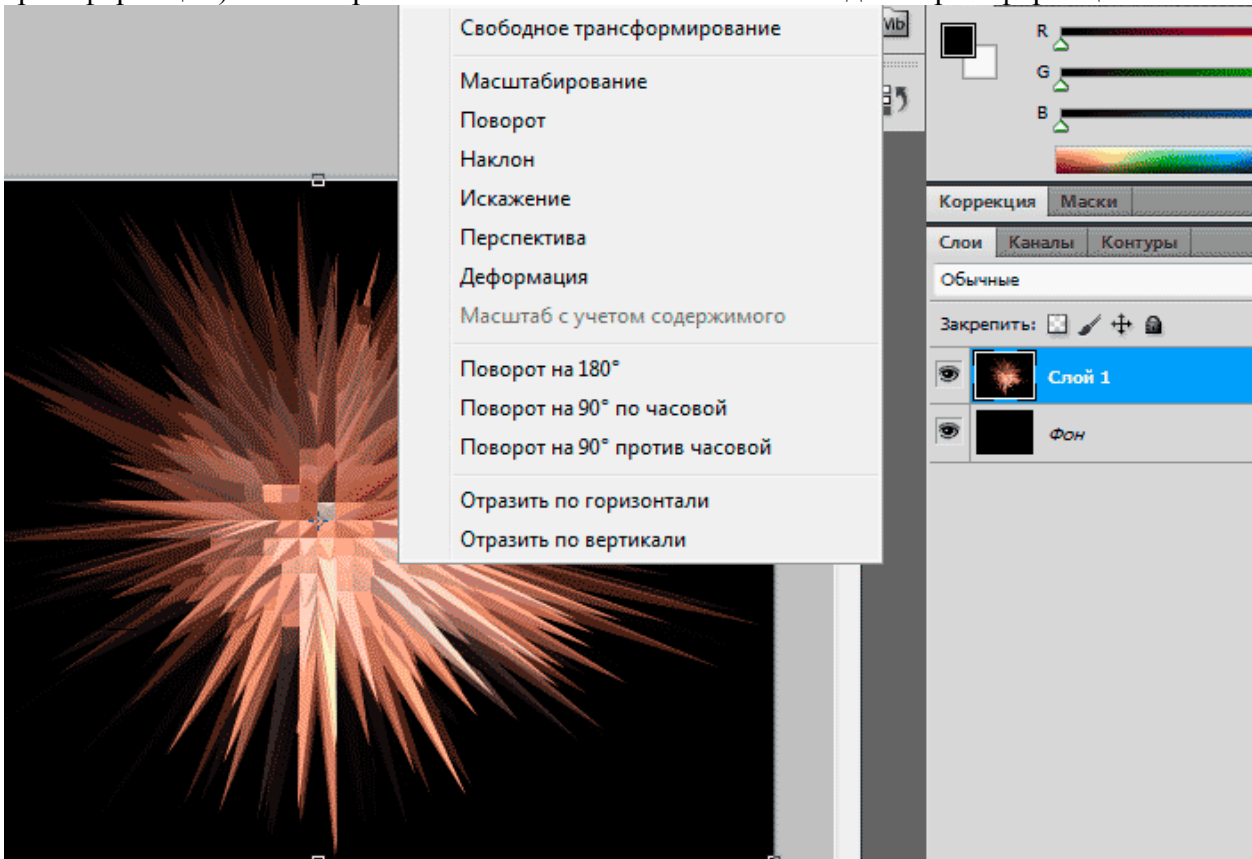 Свободное трансформирование
Масштабирование
Поворот
Наклон
Искажение
Перспектива
Деформация
Масштаб с учетом содержимого
Поворот на 180°
Поворот на 90° по часовой
Поворот на 90° против часовой
Отразить по горизонтали
Отразить по вертикали
Mb
R
G
B
Коррекция Маски
Слои Каналы Контуры
Обычные
Закрепить:
Слой 1
Фон